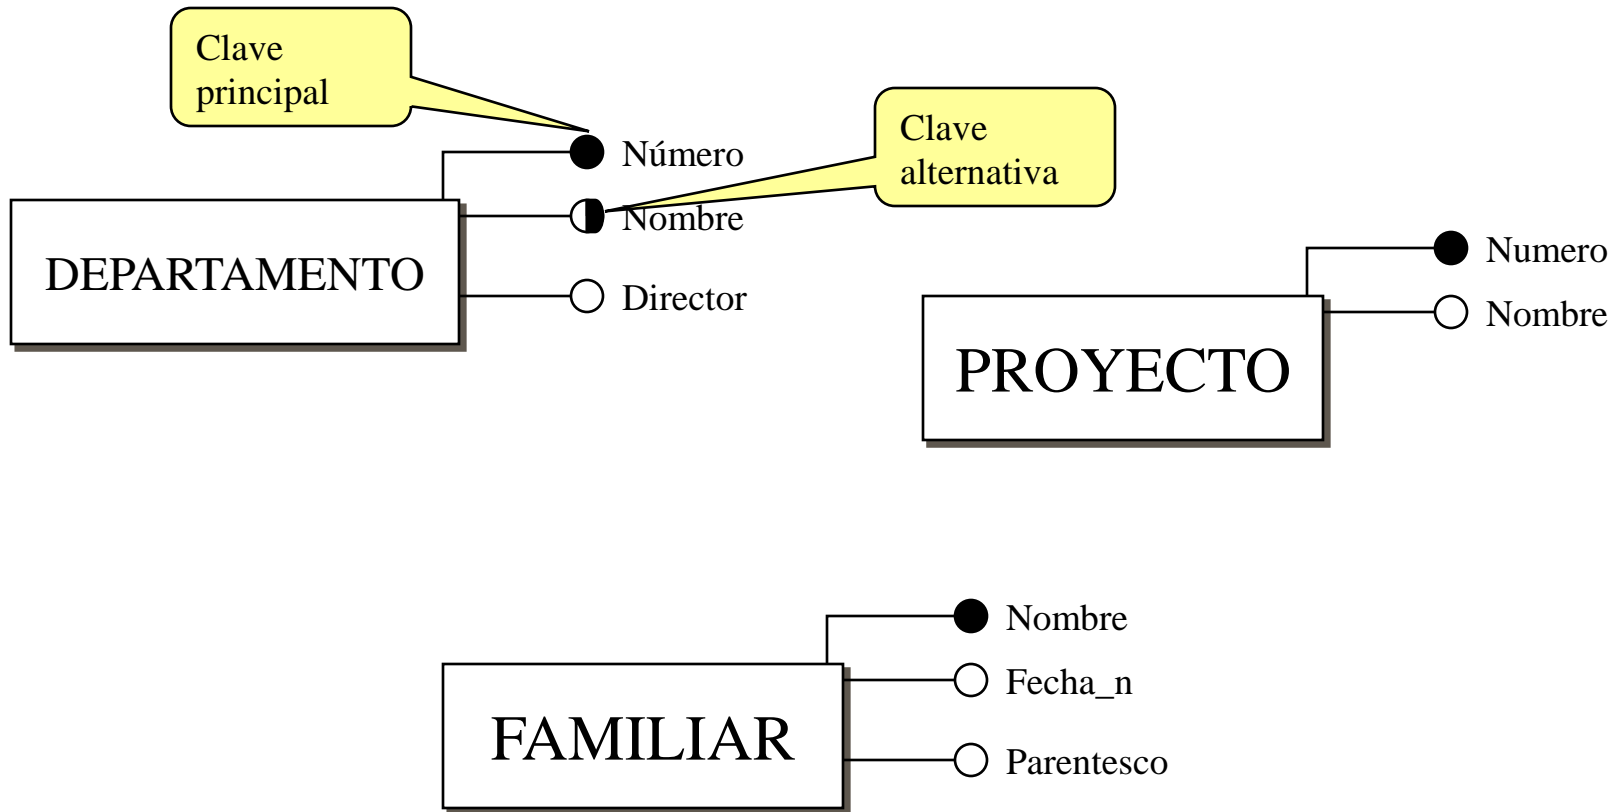 Clave
principal
Clave
alternativa
Número
Nombre
DEPARTAMENTO
Director
Numero
Nombre
PROYECTO
Nombre
Fecha_n
FAMILIAR
Parentesco